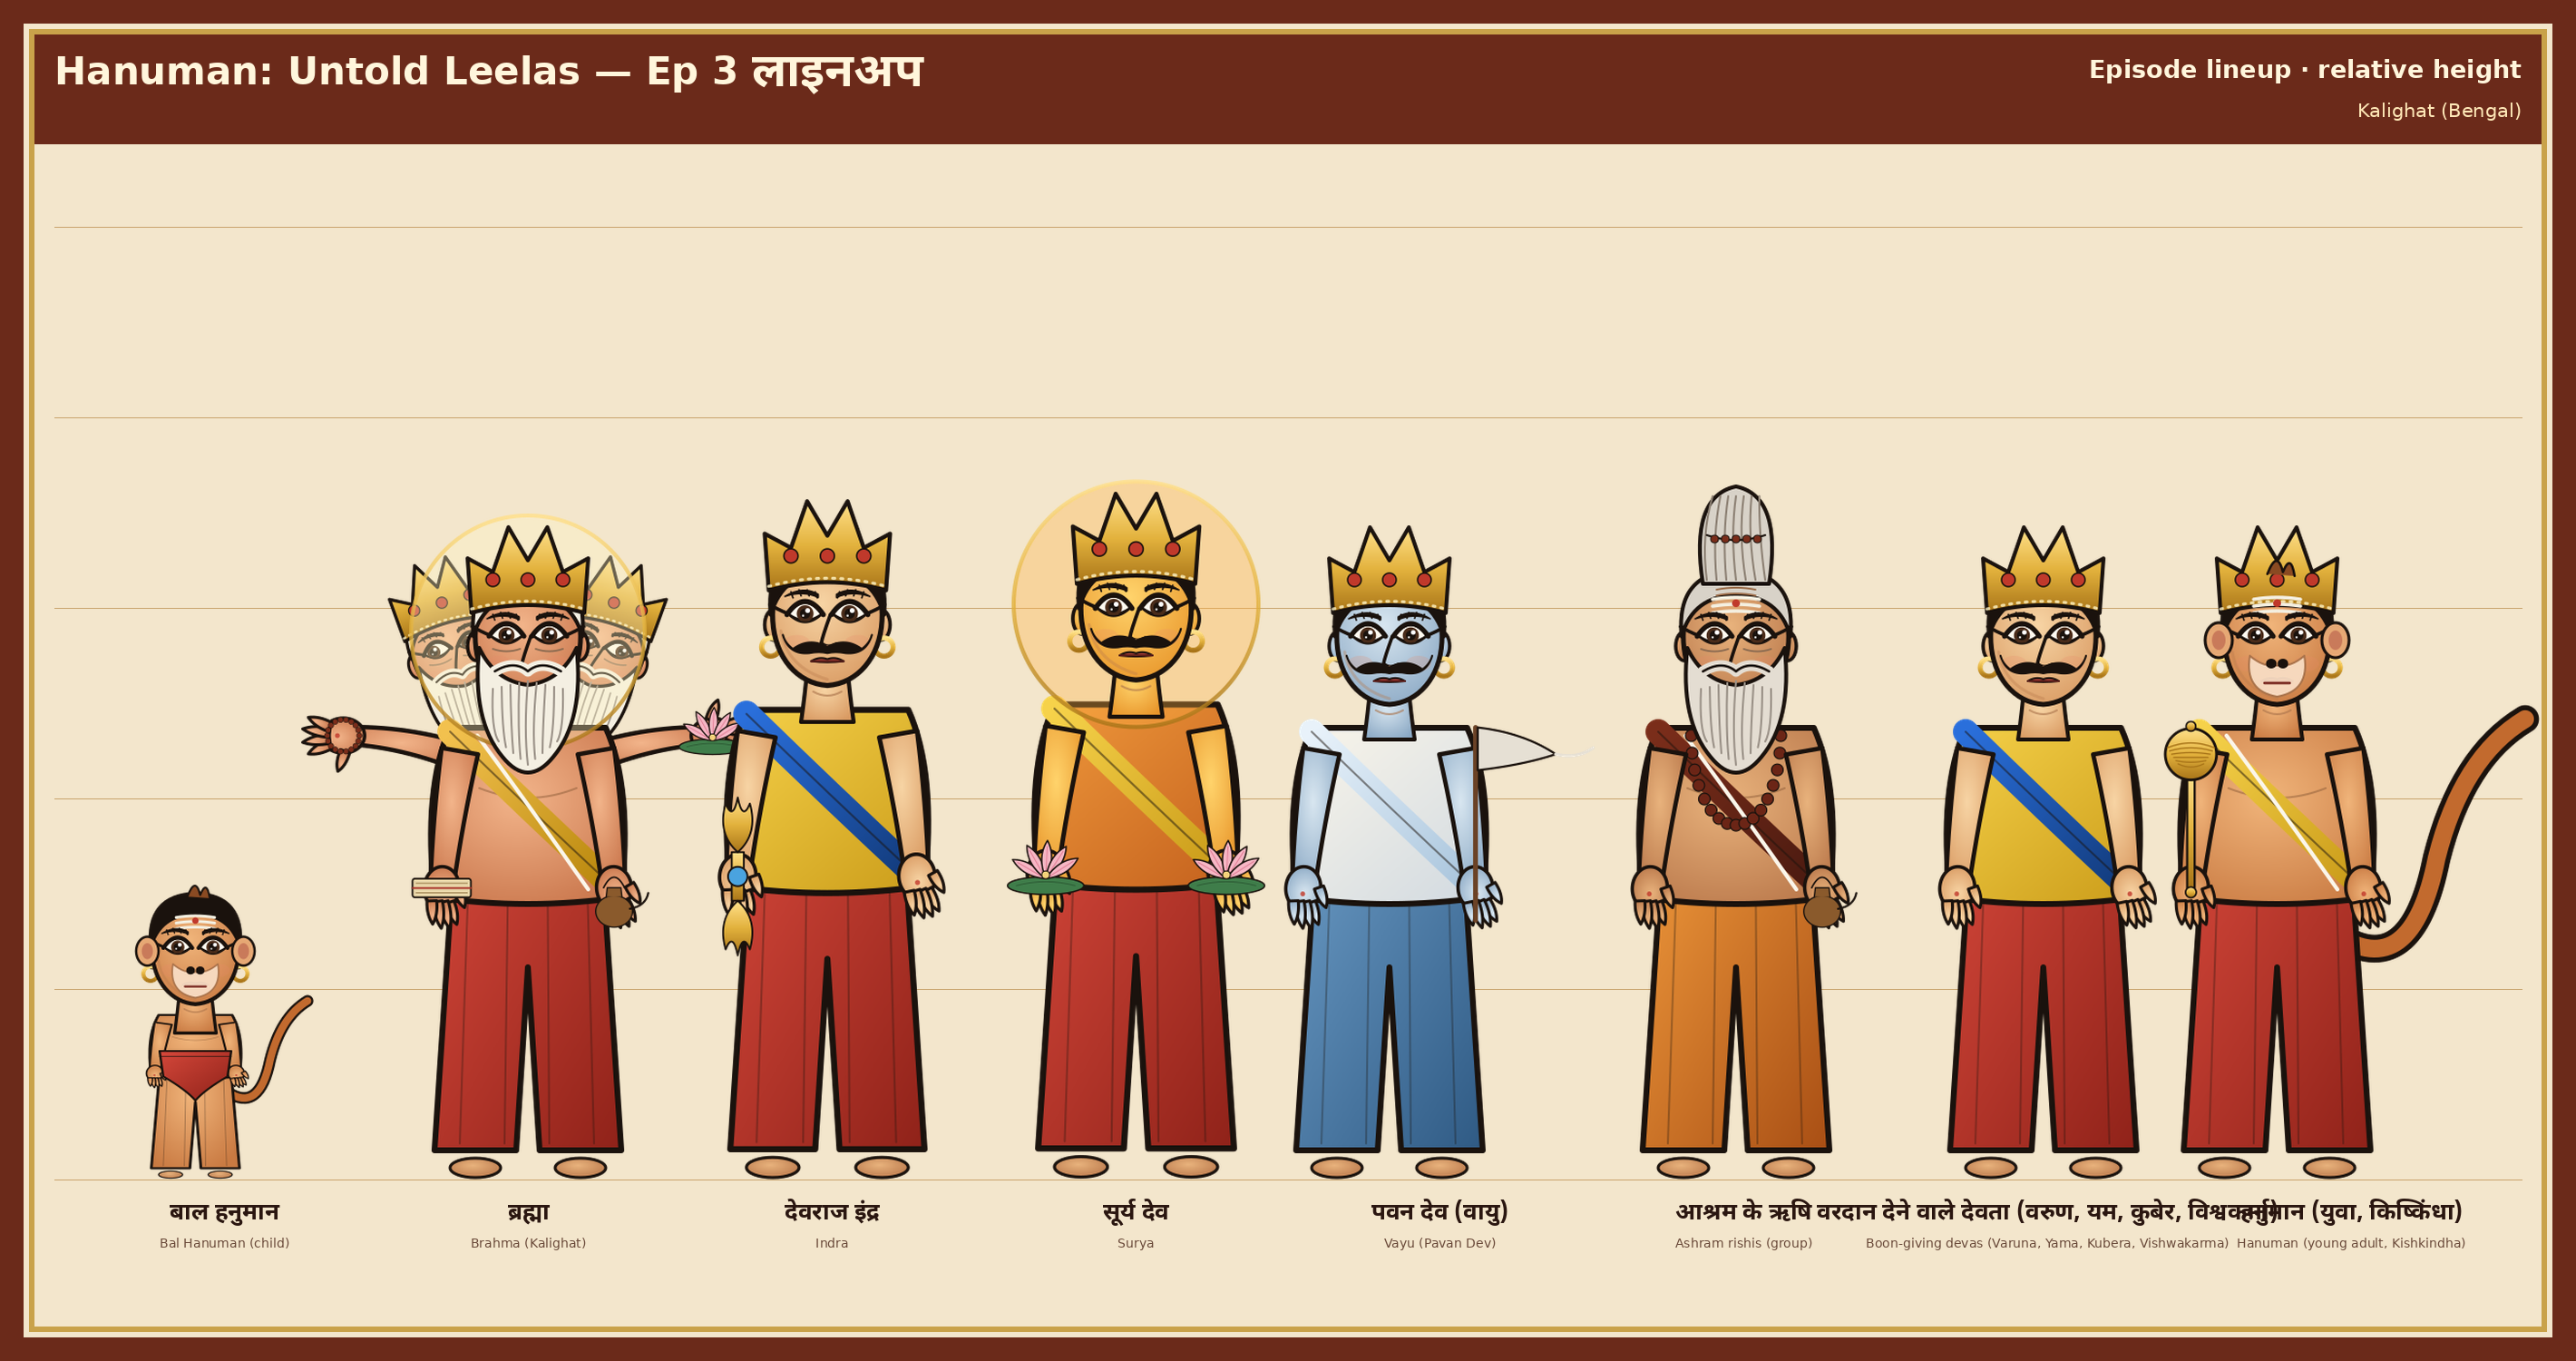 Hanuman: Untold Leelas — Ep 3 लाइनअप
Episode lineup · relative height
Kalighat (Bengal)
बाल हनुमान
Bal Hanuman (child)
ब्रह्मा
Brahma (Kalighat)
देवराज इंद्र
Indra
सूर्य देव
Surya
पवन देव (वायु)
Vayu (Pavan Dev)
आश्रम के ऋषि
Ashram rishis (group)
वरदान देने वाले देवता (वरुण, यम, कुबेर, विश्वकर्मा)
Boon-giving devas (Varuna, Yama, Kubera, Vishwakarma)
हनुमान (युवा, किष्किंधा)
Hanuman (young adult, Kishkindha)